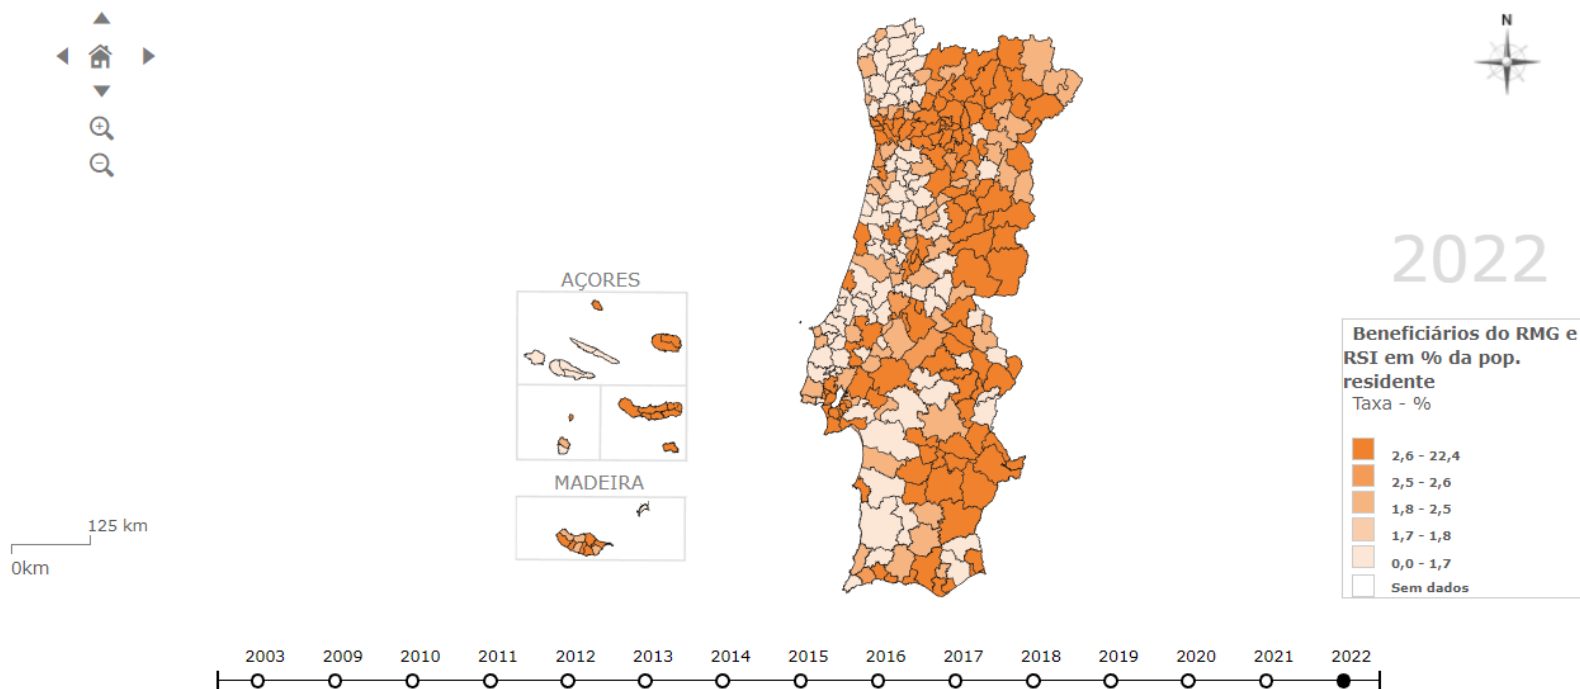 N
2022
AÇORES
MADEIRA
125 km
0km
Beneficiários do RMG e
RSI em % da pop.
residente
Taxa - %
2,6 - 22,4
2,5 - 2,6
1,8 - 2,5
1,7 - 1,8
0,0 - 1,7
Sem dados
2003 2009 2010 2011 2012 2013 2014 2015 2016 2017 2018 2019 2020 2021 2022